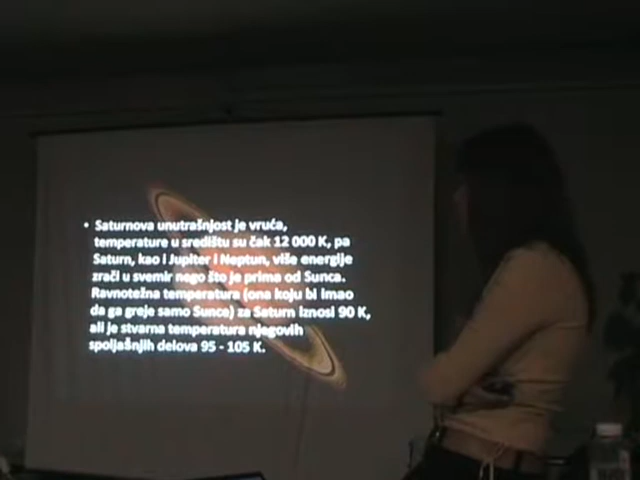 • Saturnova unutrašnjost je vruća,
temperature u središtu su čak 12 000 K, pa
Saturn, kao i Jupiter i Neptun, više energije
zrači u svemir nego što je prima od Sunca.
Ravnotežna temperatura (ona koju bi imao
da ga greje samo Sunce) za Saturn iznosi 90 K,
ali je stvarna temperatura njegovih
spoljašnjih delova 95 - 105 K.